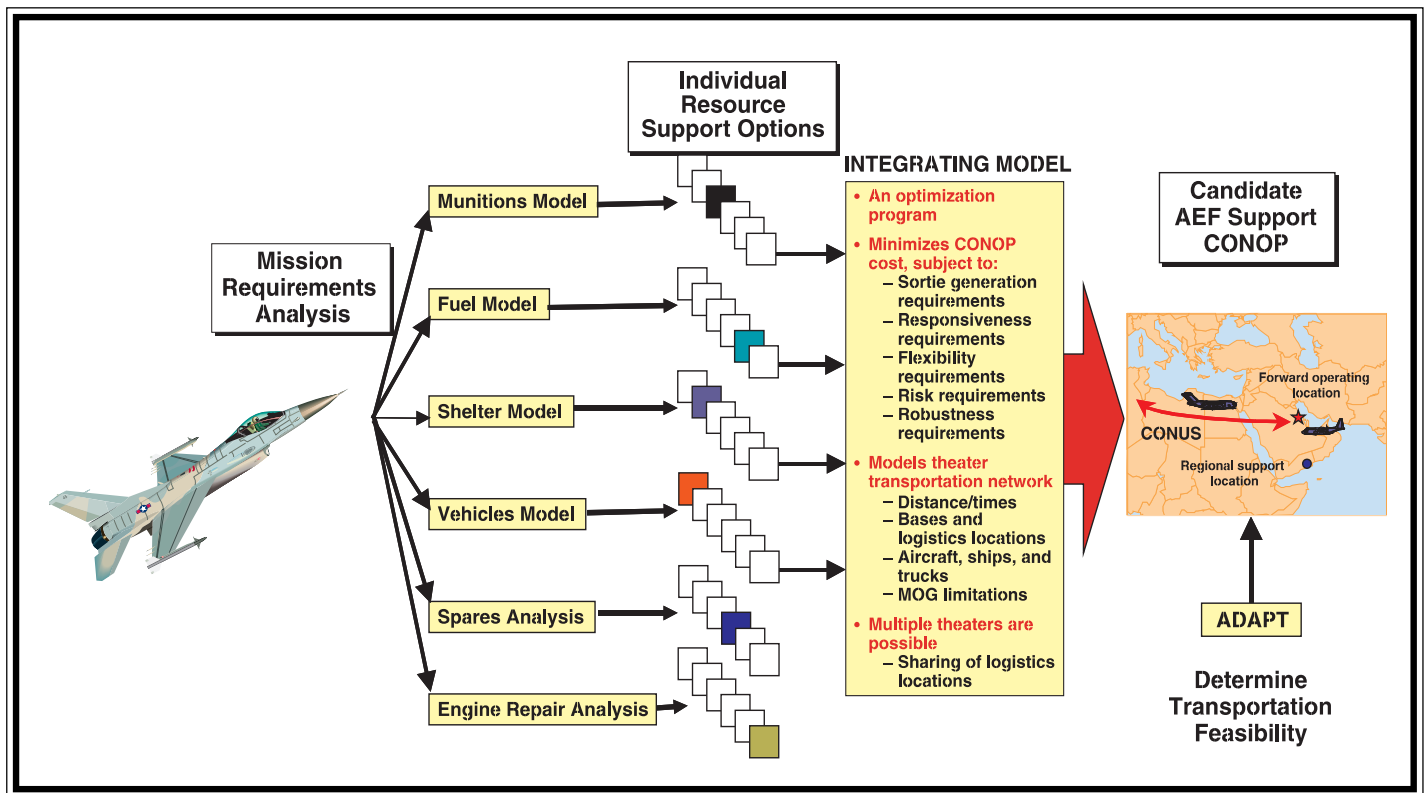 Individual
Resource
Support Options
Mission
Requirements
Analysis
Munitions Model
Fuel Model
Shelter Model
Vehicles Model
Spares Analysis
Engine Repair Analysis
INTEGRATING MODEL
• An optimization
program
• Minimizes CONOP
cost, subject to:
– Sortie generation
requirements
– Responsiveness
requirements
– Flexibility
requirements
– Risk requirements
– Robustness
requirements
• Models theater
transportation network
– Distance/times
– Bases and
logistics locations
– Aircraft, ships, and
trucks
– MOG limitations
• Multiple theaters are
possible
– Sharing of logistics
locations
Candidate
AEF Support
CONOP
Forward operating
location
CONUS
Regional support
location
ADAPT
Determine
Transportation
Feasibility